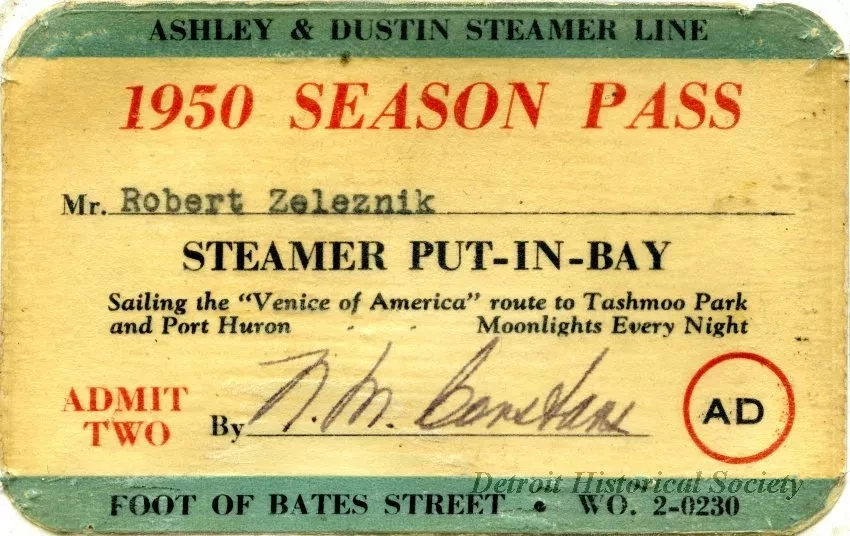 ASHLEY & DUSTIN STEAMER LINE
1950 SEASON PASS
Mr. Robert Zeleznik
STEAMER PUT-IN-BAY
Sailing the "Venice of America" route to Tashmoo Park
and Port Huron Moonlights Every Night
ADMIT
TWO
By N. M. Constans
AD
Detroit Historical Society
FOOT OF BATES STREET • WO. 2-0230